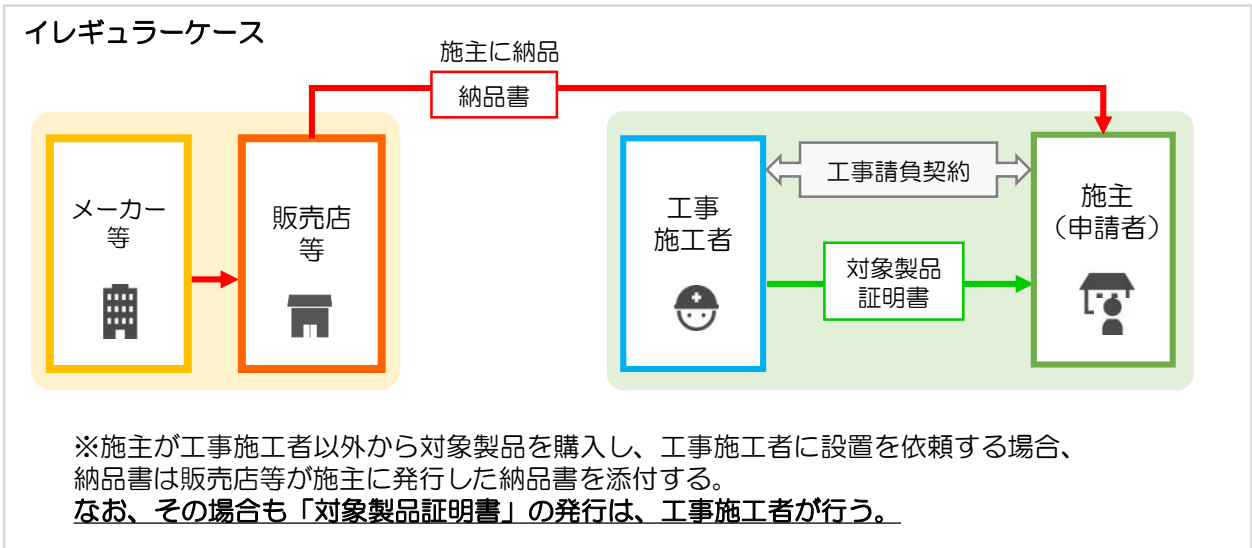 イレギュラーケース
施主に納品
納品書
メーカー
等
販売店
等
工事
施工者
工事請負契約
対象製品
証明書
施主
（申請者）
※施主が工事施工者以外から対象製品を購入し、工事施工者に設置を依頼する場合、
納品書は販売店等が施主に発行した納品書を添付する。
なお、その場合も「対象製品証明書」の発行は、工事施工者が行う。